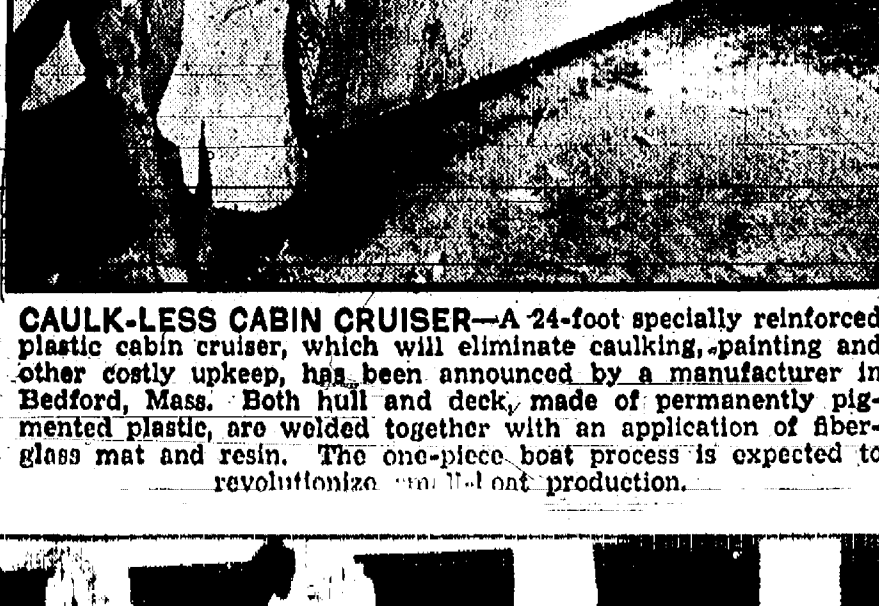 CAULK-LESS CABIN CRUISER—A 24-foot specially reinforced
plastic cabin cruiser, which will eliminate caulking, painting and
other costly upkeep, has been announced by a manufacturer in
Bedford, Mass. Both hull and deck, made of permanently pig-
mented plastic, are welded together with an application of fiber-
glass mat and resin. The one-piece boat process is expected to
revolutionize small-boat production.